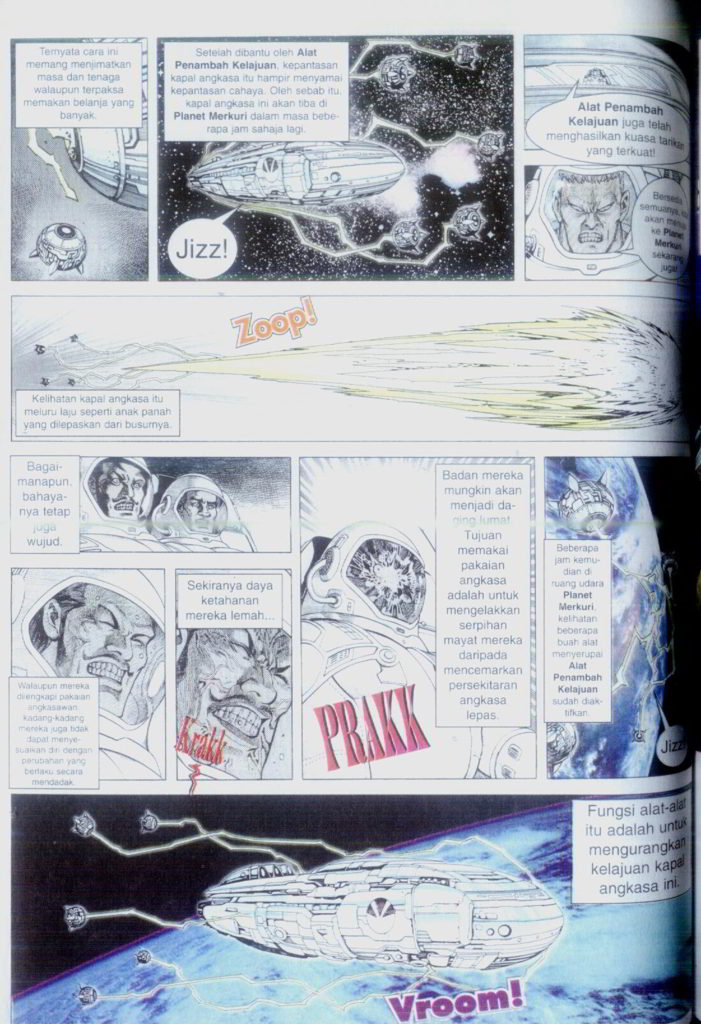 Ternyata cara ini
memang menjimatkan
masa dan tenaga
walaupun terpaksa
memakan belanja yang
banyak.
Setelah dibantu oleh Alat
Penambah Kelajuan, kepantasan
kapal angkasa itu hampir menyamai
kepantasan cahaya. Oleh sebab itu,
kapal angkasa ini akan tiba di
Planet Merkuri dalam masa bebe-
rapa jam sahaja lagi.
Jizz!
Alat Penambah
Kelajuan juga telah
menghasilkan kuasa tarikan
yang terkuat!
semuanya,
akan
ke Planet
Merkuri
sekarang
juga!
Zoop!
Kelihatan kapal angkasa itu
meluru laju seperti anak panah
yang dilepaskan dari busurnya.
Bagai-
manapun,
bahaya-
nya tetap
juga
wujud.
Walaupun mereka
dilengkapi pakaian
angkasawan
kadang-kadang
mereka juga tidak
dapat menye-
suaikan diri dengan
perubahan yang
berlaku secara
mendadak.
Sekiranya daya
ketahanan
mereka lemah...
Krakk
PRAKK
Badan mereka
mungkin akan
menjadi da-
ging lumat.
Tujuan
memakai
pakaian
angkasa
adalah untuk
mengelakkan
serpihan
mayat mereka
daripada
mencemarkan
persekitaran
angkasa
lepas.
Beberapa
jam kemu-
dian di
ruang udara
Planet
Merkuri,
kelihatan
beberapa
buah alat
menyerupai
Alat
Penambah
Kelajuan
sudah diak-
tifkan.
Jizz!
Fungsi alat-alat
itu adalah untuk
mengurangkan
kelajuan kapal
angkasa ini.
Vroom!